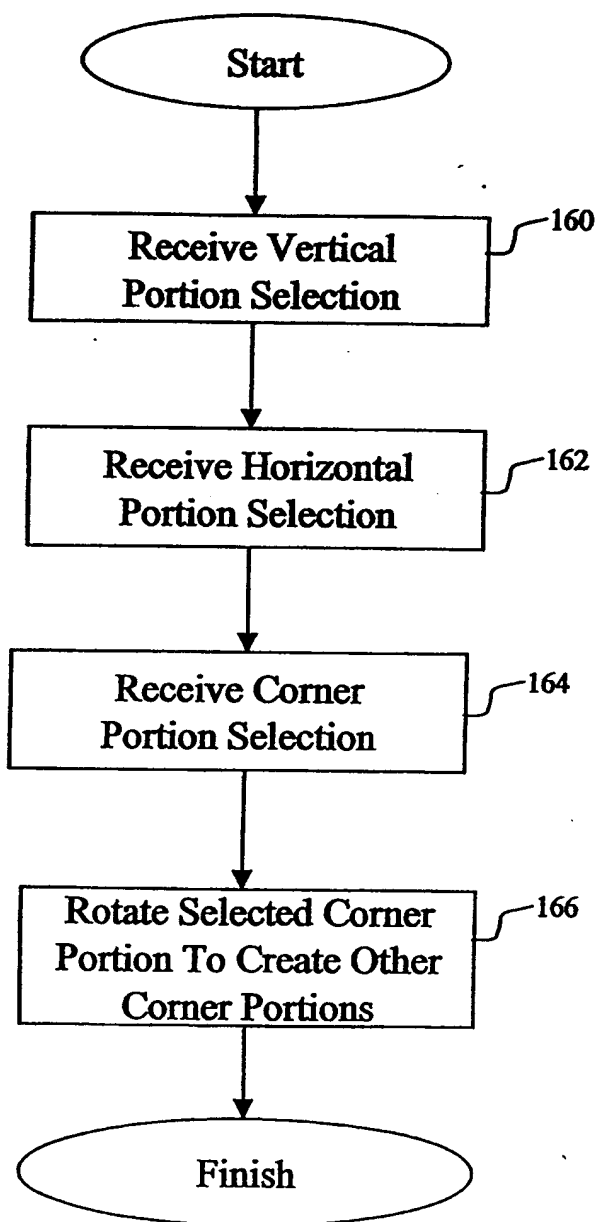 Start
160
Receive Vertical
Portion Selection
162
Receive Horizontal
Portion Selection
164
Receive Corner
Portion Selection
166
Rotate Selected Corner
Portion To Create Other
Corner Portions
Finish